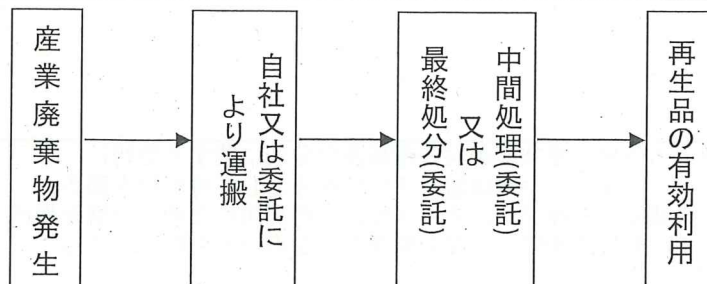 産業廃棄物発生
自社又は委託に
より運搬
中間処理(委託)
又は
最終処分(委託)
再生品の有効利用